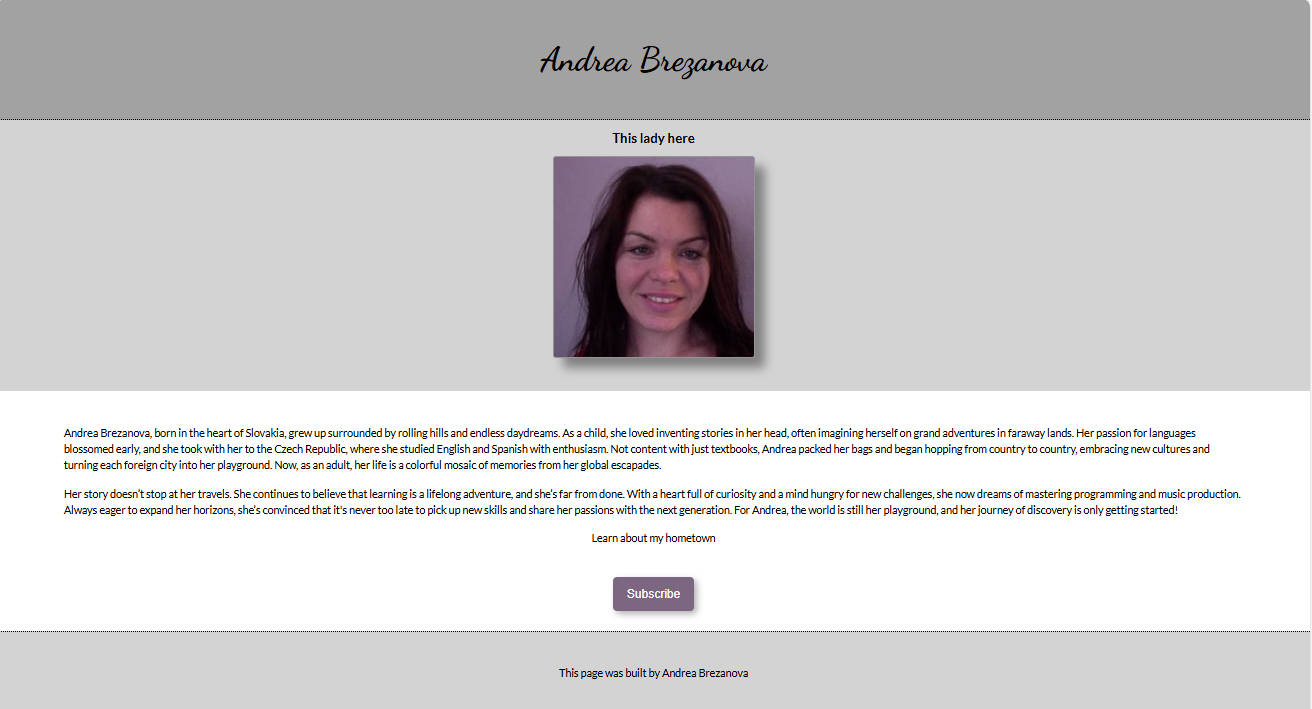 Andrea Brezanova
This lady here
Andrea Brezanova, born in the heart of Slovakia, grew up surrounded by rolling hills and endless daydreams. As a child, she loved inventing stories in her head, often imagining herself on grand adventures in faraway lands. Her passion for languages
blossomed early, and she took with her to the Czech Republic, where she studied English and Spanish with enthusiasm. Not content with just textbooks, Andrea packed her bags and began hopping from country to country, embracing new cultures and
turning each foreign city into her playground. Now, as an adult, her life is a colorful mosaic of memories from her global escapades.
Her story doesn’t stop at her travels. She continues to believe that learning is a lifelong adventure, and she’s far from done. With a heart full of curiosity and a mind hungry for new challenges, she now dreams of mastering programming and music production.
Always eager to expand her horizons, she’s convinced that it's never too late to pick up new skills and share her passions with the next generation. For Andrea, the world is still her playground, and her journey of discovery is only getting started!
Learn about my hometown
Subscribe
This page was built by Andrea Brezanova